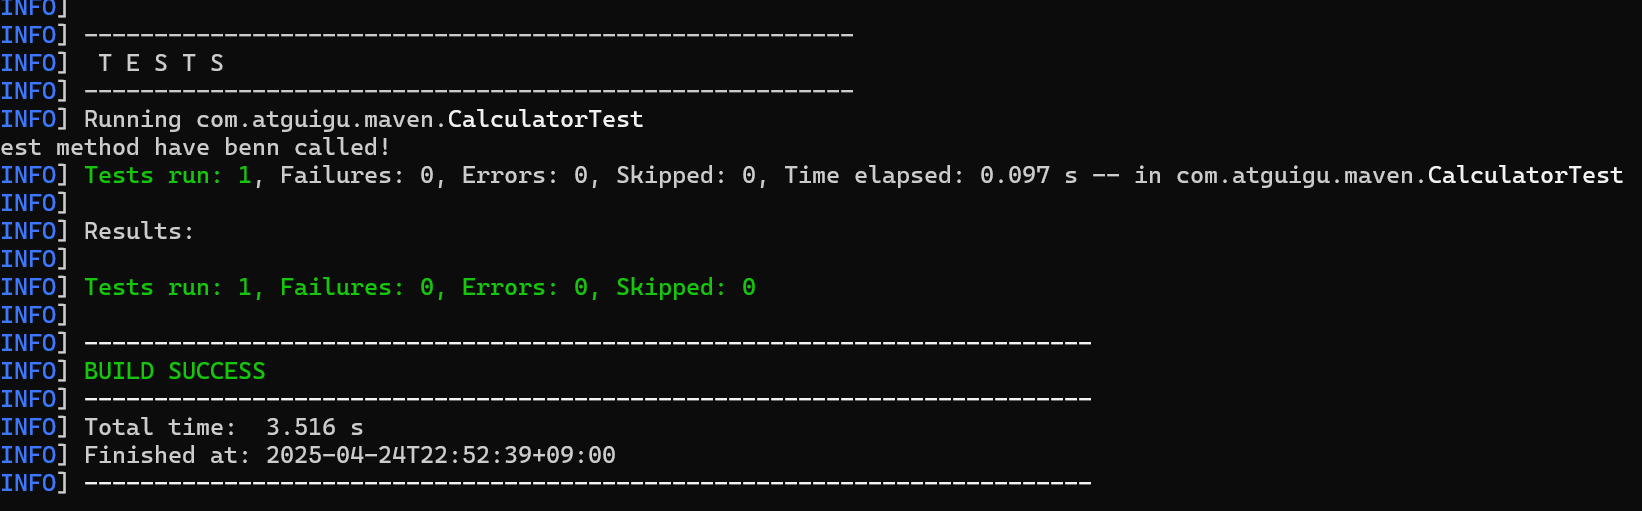 INFO]
INFO] -------------------------------------------------------
INFO]  T E S T S
INFO] -------------------------------------------------------
INFO] Running com.atguigu.maven.CalculatorTest
est method have benn called!
INFO] Tests run: 1, Failures: 0, Errors: 0, Skipped: 0, Time elapsed: 0.097 s -- in com.atguigu.maven.CalculatorTest
INFO]
INFO] Results:
INFO]
INFO] Tests run: 1, Failures: 0, Errors: 0, Skipped: 0
INFO]
INFO] ------------------------------------------------------------------------
INFO] BUILD SUCCESS
INFO] ------------------------------------------------------------------------
INFO] Total time:  3.516 s
INFO] Finished at: 2025-04-24T22:52:39+09:00
INFO] ------------------------------------------------------------------------